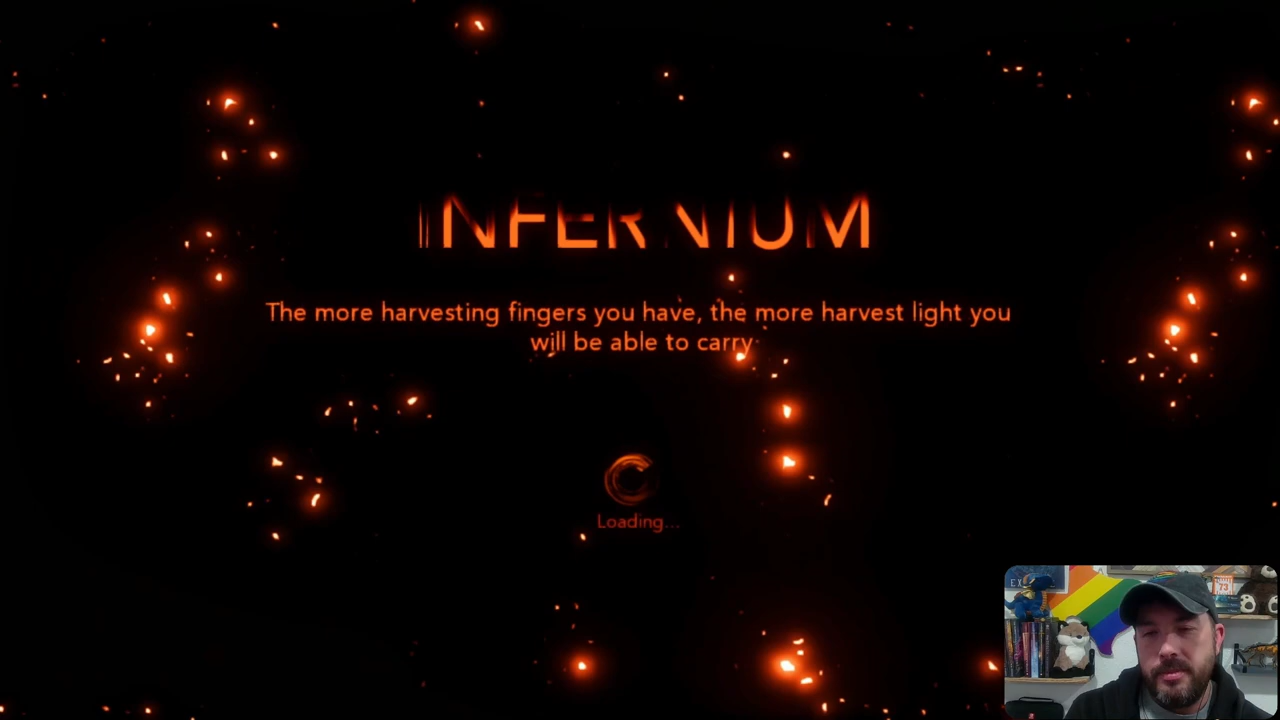 INFERNIUM
The more harvesting fingers you have, the more harvest light you
will be able to carry
Loading...